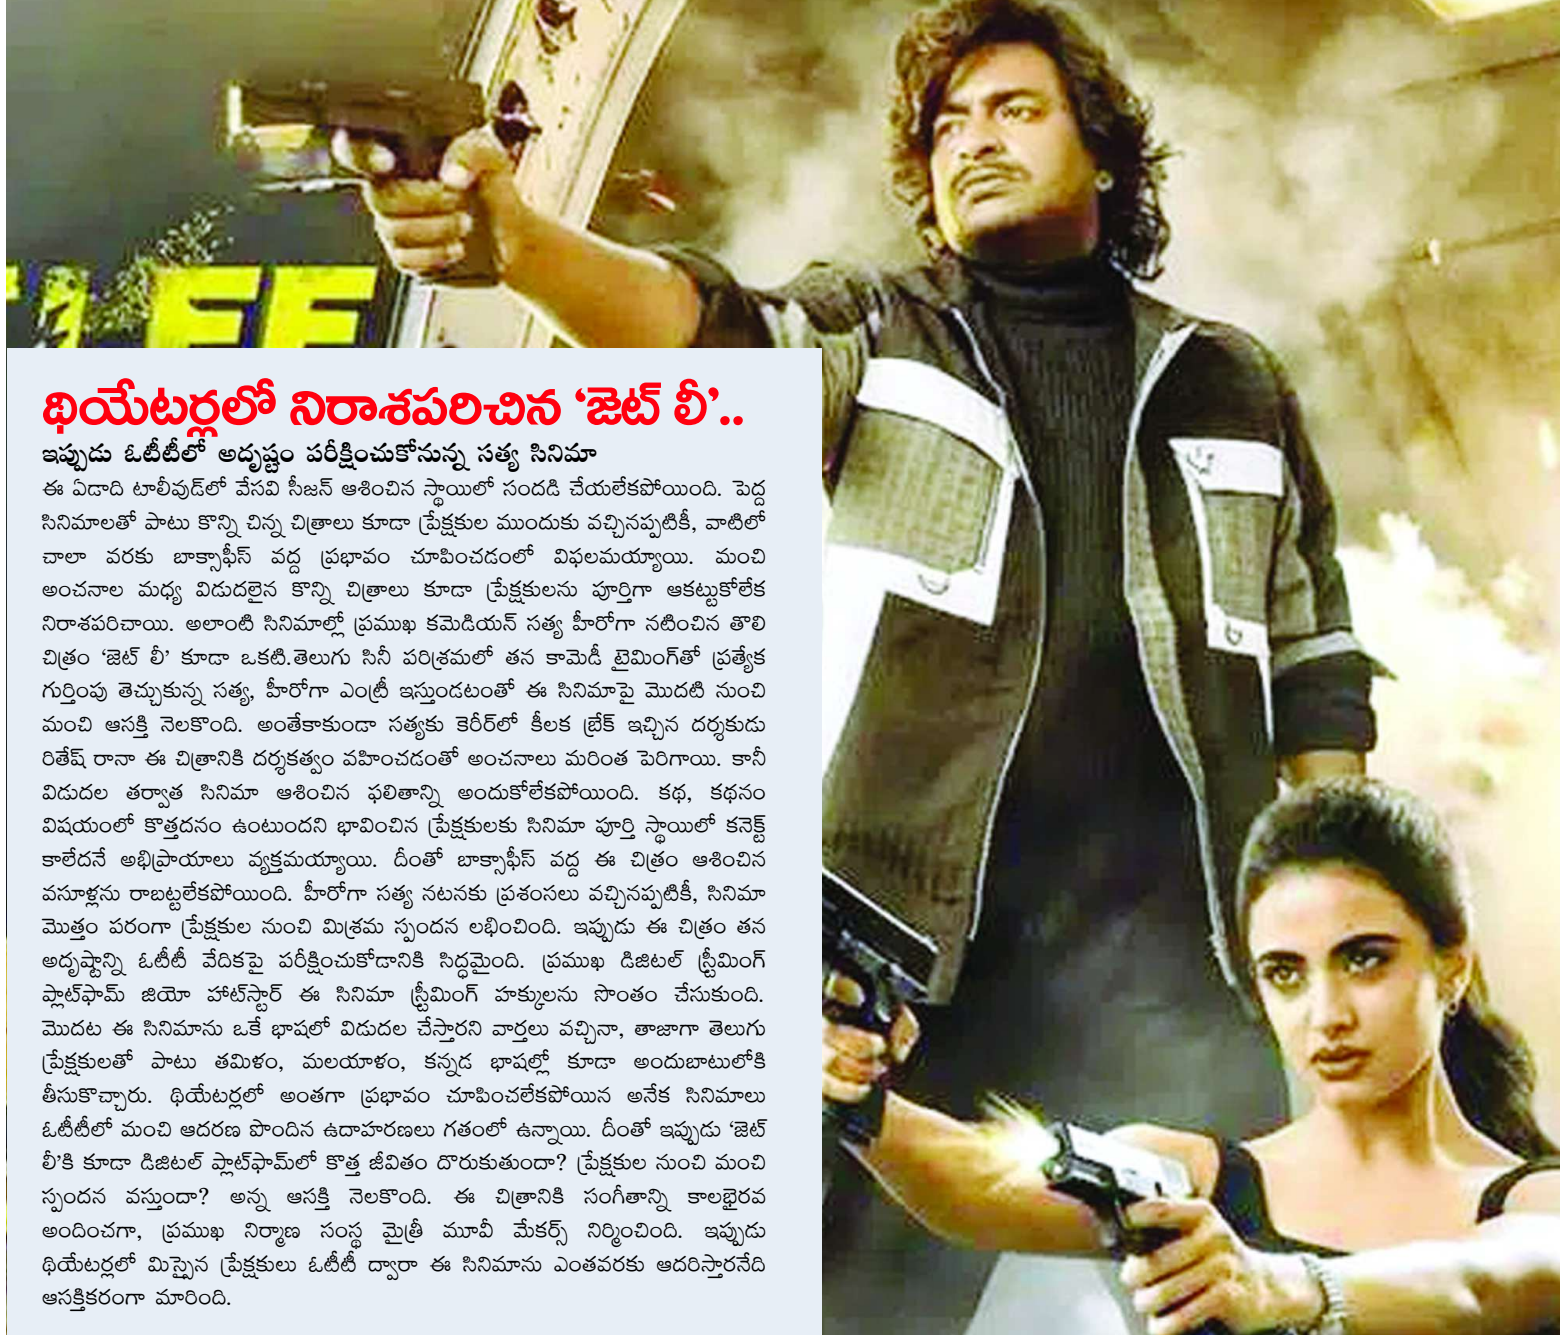 థియేటర్లలో నిరాశపరిచిన ‘జెట్ లీ’..
ఇప్పుడు ఓటీటీలో అదృష్టం పరీక్షించుకోనున్న సత్య సినిమా
ఈ ఏడాది టాలీవుడ్‌లో వేసవి సీజన్ ఆశించిన స్థాయిలో సందడి చేయలేకపోయింది. పెద్ద
సినిమాలతో పాటు కొన్ని చిన్న చిత్రాలు కూడా ప్రేక్షకుల ముందుకు వచ్చినప్పటికీ, వాటిలో
చాలా వరకు బాక్సాఫీస్ వద్ద ప్రభావం చూపించడంలో విఫలమయ్యాయి. మంచి
అంచనాల మధ్య విడుదలైన కొన్ని చిత్రాలు కూడా ప్రేక్షకులను పూర్తిగా ఆకట్టుకోలేక
నిరాశపరిచాయి. అలాంటి సినిమాల్లో ప్రముఖ కమెడియన్ సత్య హీరోగా నటించిన తొలి
చిత్రం ‘జెట్ లీ’ కూడా ఒకటి.తెలుగు సినీ పరిశ్రమలో తన కామెడీ టైమింగ్‌తో ప్రత్యేక
గుర్తింపు తెచ్చుకున్న సత్య, హీరోగా ఎంట్రీ ఇస్తుండటంతో ఈ సినిమాపై మొదటి నుంచి
మంచి ఆసక్తి నెలకొంది. అంతేకాకుండా సత్యకు కెరీర్‌లో కీలక బ్రేక్ ఇచ్చిన దర్శకుడు
రితేష్ రానా ఈ చిత్రానికి దర్శకత్వం వహించడంతో అంచనాలు మరింత పెరిగాయి. కానీ
విడుదల తర్వాత సినిమా ఆశించిన ఫలితాన్ని అందుకోలేకపోయింది. కథ, కథనం
విషయంలో కొత్తదనం ఉంటుందని భావించిన ప్రేక్షకులకు సినిమా పూర్తి స్థాయిలో కనెక్ట్
కాలేదనే అభిప్రాయాలు వ్యక్తమయ్యాయి. దీంతో బాక్సాఫీస్ వద్ద ఈ చిత్రం ఆశించిన
వసూళ్లను రాబట్టలేకపోయింది. హీరోగా సత్య నటనకు ప్రశంసలు వచ్చినప్పటికీ, సినిమా
మొత్తం పరంగా ప్రేక్షకుల నుంచి మిశ్రమ స్పందన లభించింది. ఇప్పుడు ఈ చిత్రం తన
అదృష్టాన్ని ఓటీటీ వేదికపై పరీక్షించుకోడానికి సిద్ధమైంది. ప్రముఖ డిజిటల్ స్ట్రీమింగ్
ప్లాట్‌ఫామ్ జియో హాట్‌స్టార్ ఈ సినిమా స్ట్రీమింగ్ హక్కులను సొంతం చేసుకుంది.
మొదట ఈ సినిమాను ఒకే భాషలో విడుదల చేస్తారని వార్తలు వచ్చినా, తాజాగా తెలుగు
ప్రేక్షకులతో పాటు తమిళం, మలయాళం, కన్నడ భాషల్లో కూడా అందుబాటులోకి
తీసుకొచ్చారు. థియేటర్లలో అంతగా ప్రభావం చూపించలేకపోయిన అనేక సినిమాలు
ఓటీటీలో మంచి ఆదరణ పొందిన ఉదాహరణలు గతంలో ఉన్నాయి. దీంతో ఇప్పుడు ‘జెట్
లీ’కి కూడా డిజిటల్ ప్లాట్‌ఫామ్‌లో కొత్త జీవితం దొరుకుతుందా? ప్రేక్షకుల నుంచి మంచి
స్పందన వస్తుందా? అన్న ఆసక్తి నెలకొంది. ఈ చిత్రానికి సంగీతాన్ని కాలభైరవ
అందించగా, ప్రముఖ నిర్మాణ సంస్థ మైత్రీ మూవీ మేకర్స్ నిర్మించింది. ఇప్పుడు
థియేటర్లలో మిస్సైన ప్రేక్షకులు ఓటీటీ ద్వారా ఈ సినిమాను ఎంతవరకు ఆదరిస్తారనేది
ఆసక్తికరంగా మారింది.